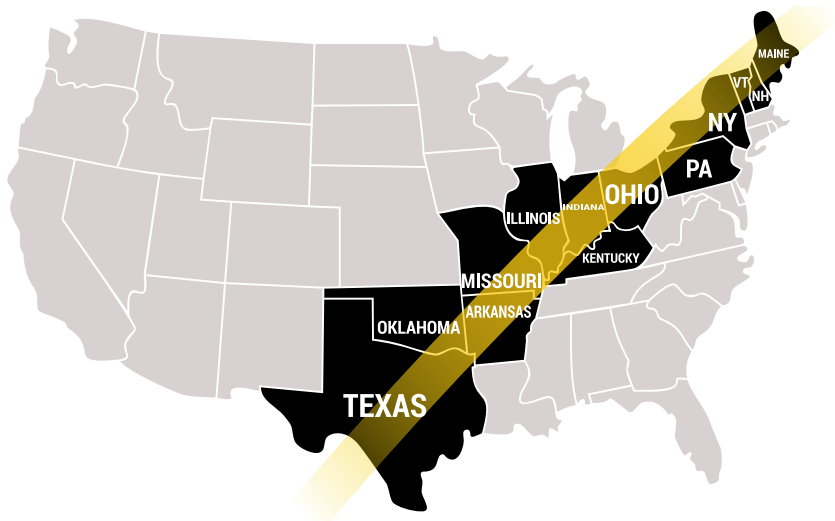 MAINE
VT
NH
NY
PA
OHIO
INDIANA
ILLINOIS
KENTUCKY
MISSOURI
ARKANSAS
OKLAHOMA
TEXAS